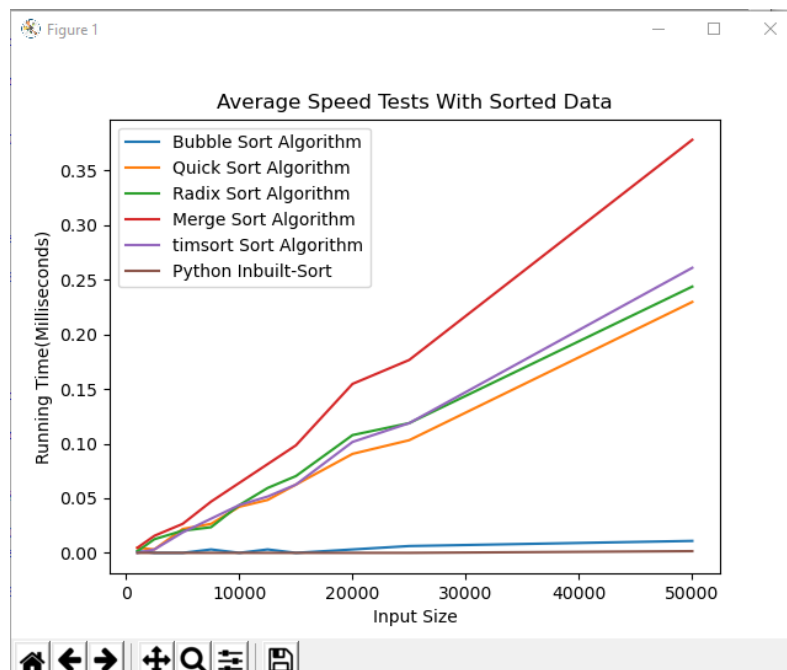 Figure 1
Average Speed Tests With Sorted Data
Bubble Sort Algorithm
Quick Sort Algorithm
Radix Sort Algorithm
Merge Sort Algorithm
timsort Sort Algorithm
Python Inbuilt-Sort
0.35
0.30
0.25
0.20
0.15
0.10
0.05
0.00
Running Time(Milliseconds)
0 10000 20000 30000 40000 50000
Input Size